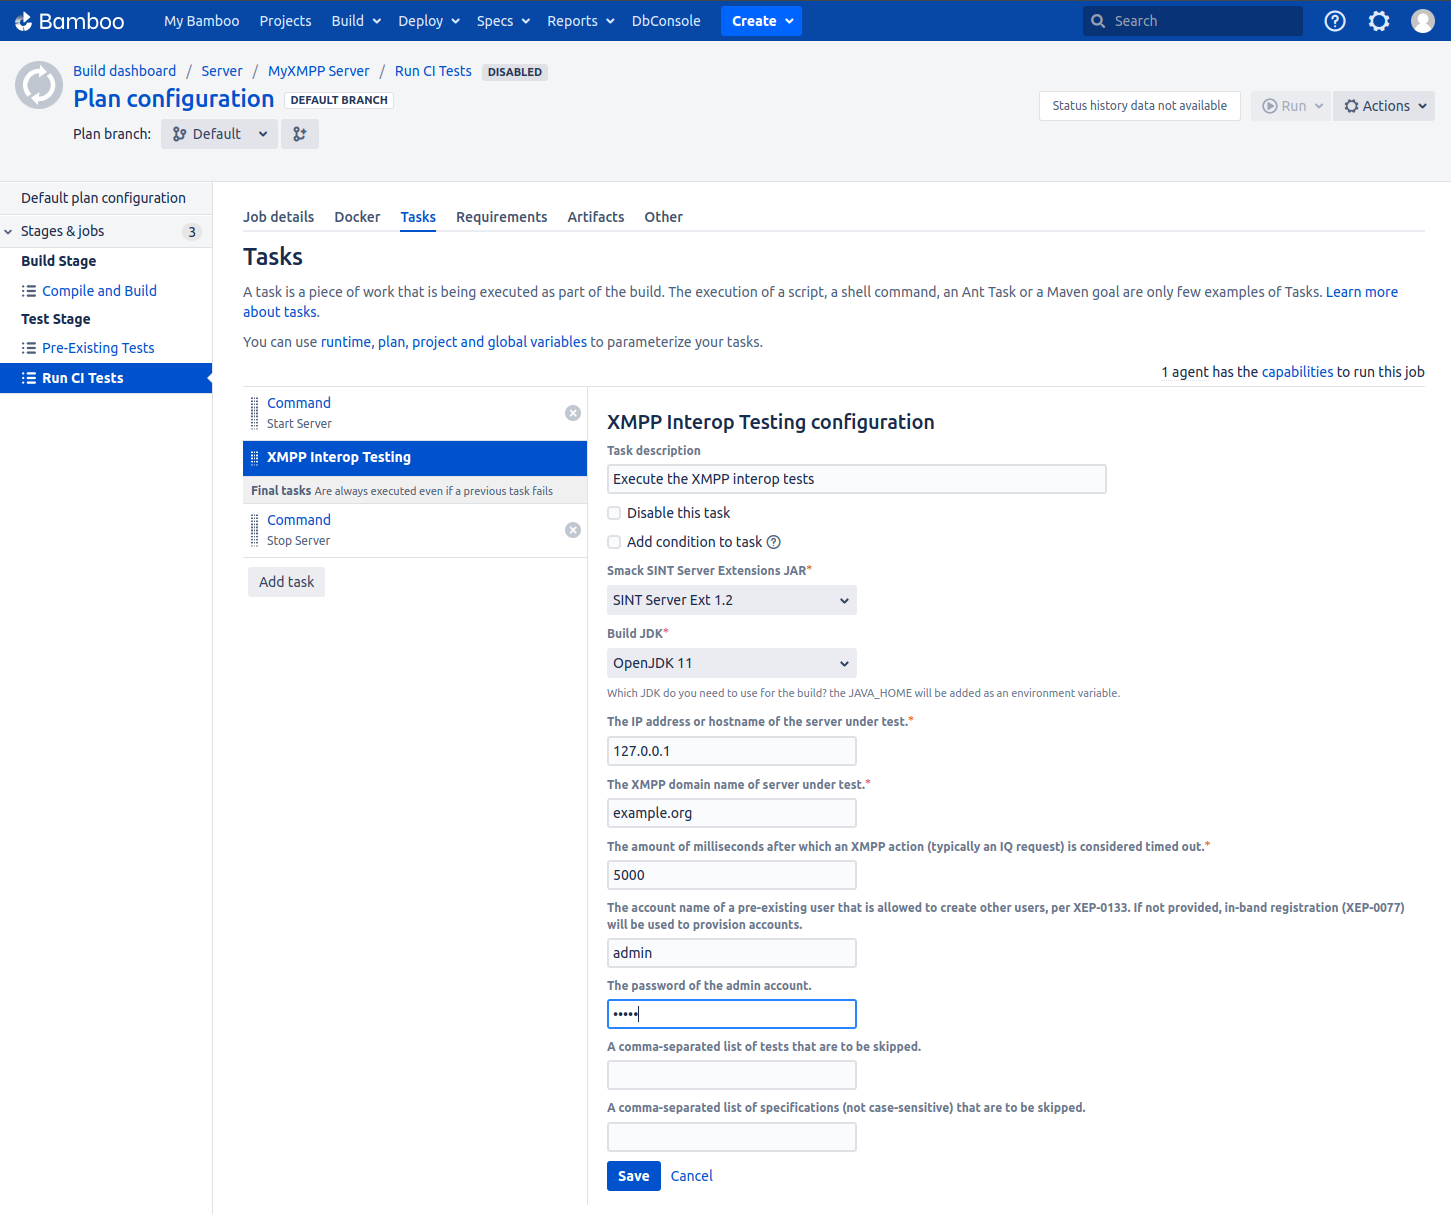 Bamboo My Bamboo Projects Build Deploy Specs Reports DbConsole Create Search
Build dashboard / Server / MyXMPP Server / Run CI Tests DISABLED
Plan configuration DEFAULT BRANCH
Status history data not available Run Actions
Plan branch: Default
Default plan configuration
Stages & jobs 3
Build Stage
Compile and Build
Test Stage
Pre-Existing Tests
Run CI Tests
Job details Docker Tasks Requirements Artifacts Other
Tasks
A task is a piece of work that is being executed as part of the build. The execution of a script, a shell command, an Ant Task or a Maven goal are only few examples of Tasks. Learn more
about tasks.
You can use runtime, plan, project and global variables to parameterize your tasks.
1 agent has the capabilities to run this job
Command
Start Server
XMPP Interop Testing
Final tasks Are always executed even if a previous task fails
Command
Stop Server
Add task
XMPP Interop Testing configuration
Task description
Execute the XMPP interop tests
Disable this task
Add condition to task
Smack SINT Server Extensions JAR*
SINT Server Ext 1.2
Build JDK*
OpenJDK 11
Which JDK do you need to use for the build? the JAVA_HOME will be added as an environment variable.
The IP address or hostname of the server under test.*
127.0.0.1
The XMPP domain name of server under test.*
example.org
The amount of milliseconds after which an XMPP action (typically an IQ request) is considered timed out.*
5000
The account name of a pre-existing user that is allowed to create other users, per XEP-0133. If not provided, in-band registration (XEP-0077)
will be used to provision accounts.
admin
The password of the admin account.
•••••
A comma-separated list of tests that are to be skipped.
A comma-separated list of specifications (not case-sensitive) that are to be skipped.
Save Cancel